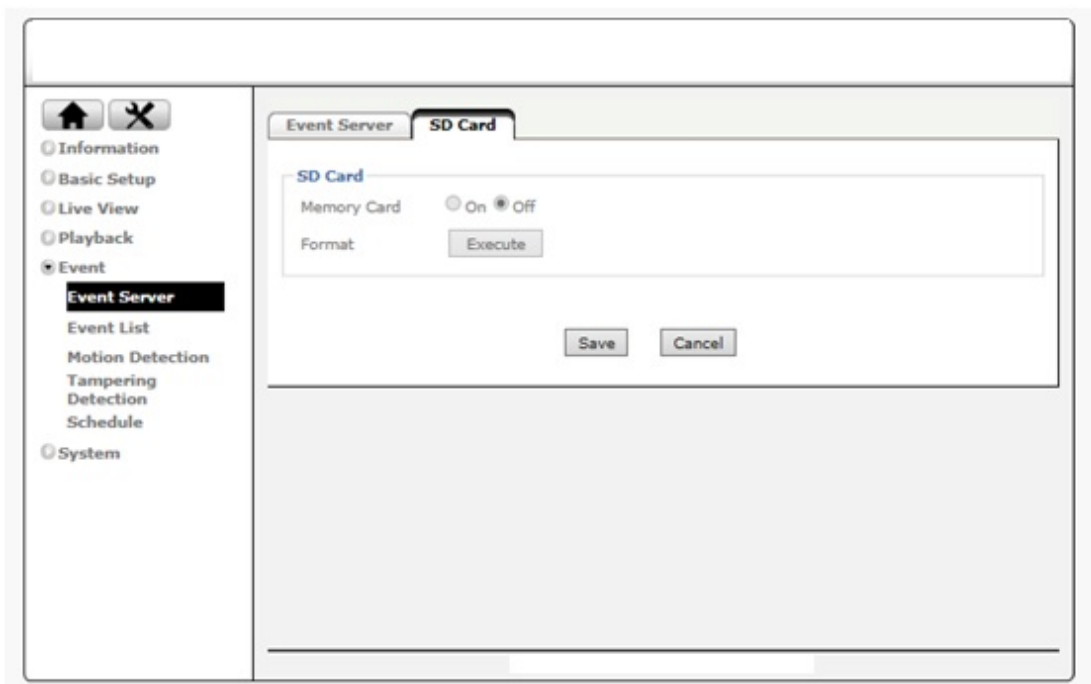 Information
Basic Setup
Live View
Playback
Event
Event Server
Event List
Motion Detection
Tampering
Detection
Schedule
System
Event Server
SD Card
SD Card
Memory Card On Off
Format Execute
Save Cancel